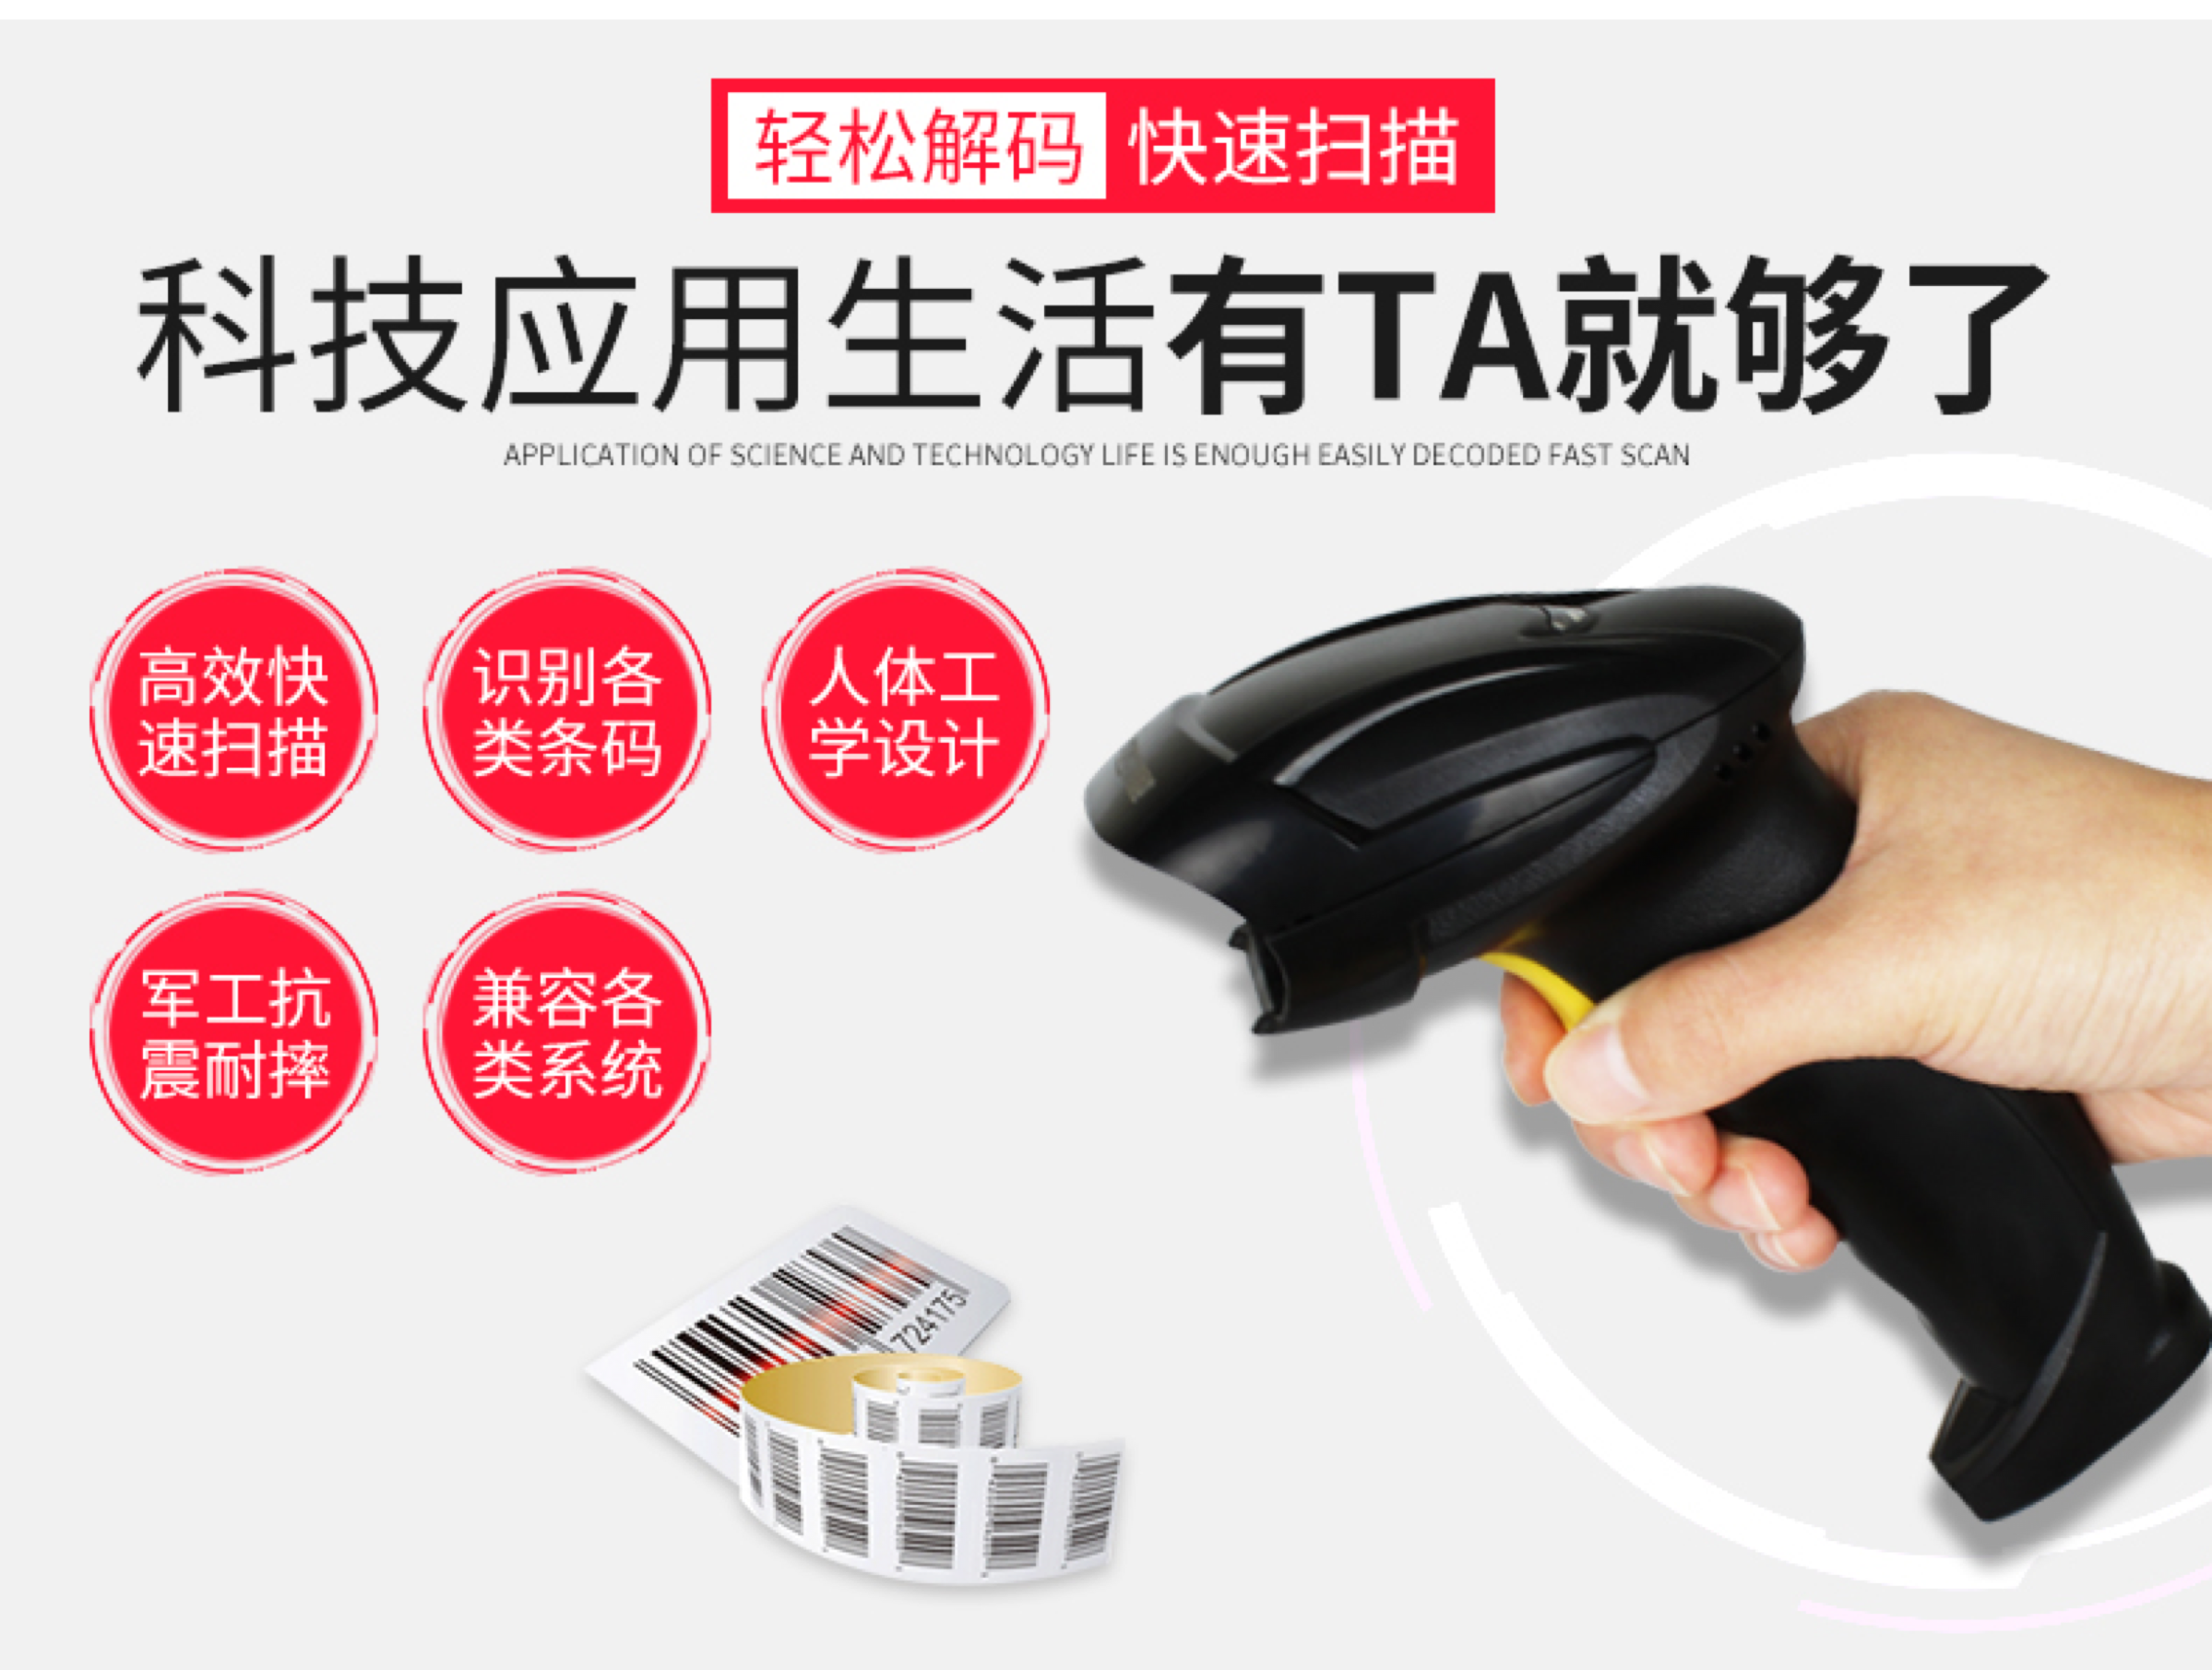 轻松解码 快速扫描
科技应用生活有TA就够了
APPLICATION OF SCIENCE AND TECHNOLOGY LIFE IS ENOUGH EASILY DECODED FAST SCAN
高效快
速扫描
识别各
类条码
人体工
学设计
军工抗
震耐摔
兼容各
类系统
724175